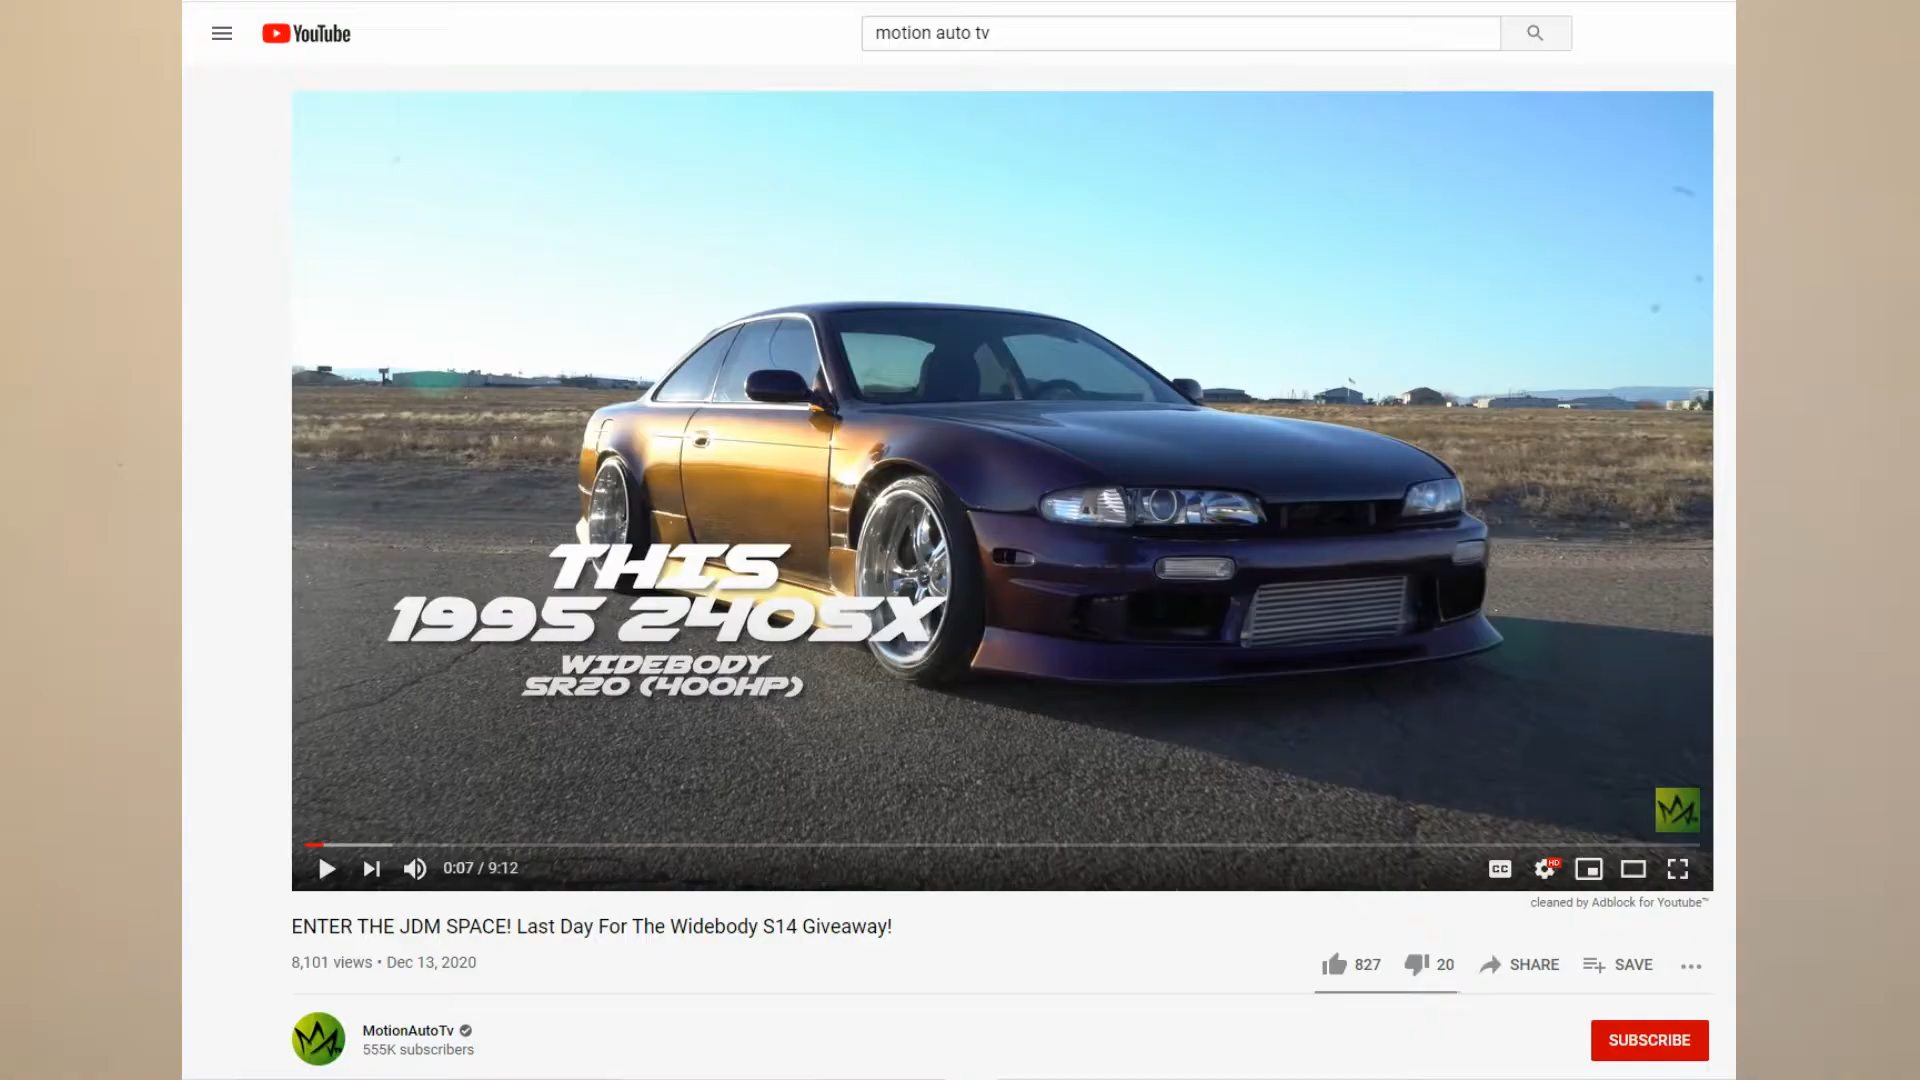 YouTube
motion auto tv
THIS
1995 240SX
WIDEBODY
SR20 (400HP)
0:07 / 9:12
CC
HD
cleaned by Adblock for Youtube™
ENTER THE JDM SPACE! Last Day For The Widebody S14 Giveaway!
8,101 views • Dec 13, 2020
827
20
SHARE
SAVE
MotionAutoTv
555K subscribers
SUBSCRIBE